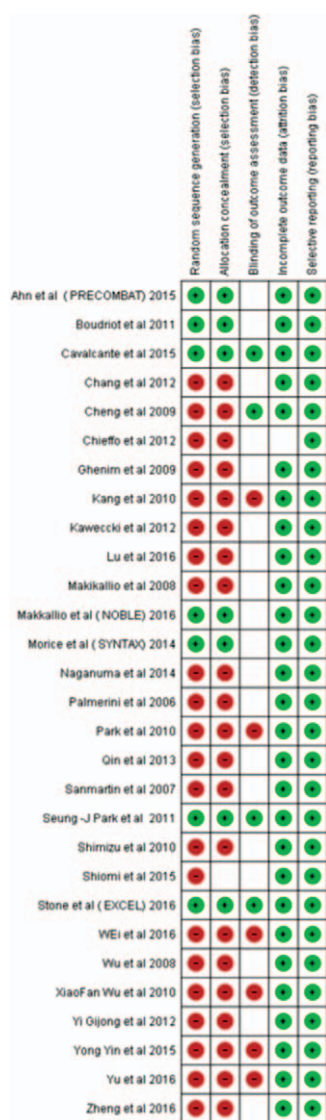 Random sequence generation (selection bias)
Allocation concealment (selection bias)
Blinding of outcome assessment (detection bias)
Incomplete outcome data (attrition bias)
Selective reporting (reporting bias)
Ahn et al ( PRECOMBAT) 2015
Boudriot et al 2011
Cavalcante et al 2015
Chang et al 2012
Cheng et al 2009
Chieffo et al 2012
Ghenim et al 2009
Kang et al 2010
Kaweccki et al 2012
Lu et al 2016
Makikallio et al 2008
Makkallio et al ( NOBLE) 2016
Morice et al ( SYNTAX) 2014
Naganuma et al 2014
Palmerini et al 2006
Park et al 2010
Qin et al 2013
Sanmartin et al 2007
Seung -J Park et al 2011
Shimizu et al 2010
Shiomi et al 2015
Stone et al ( EXCEL) 2016
WEi et al 2016
Wu et al 2008
XiaoFan Wu et al 2010
Yi Gijong et al 2012
Yong Yin et al 2015
Yu et al 2016
Zheng et al 2016